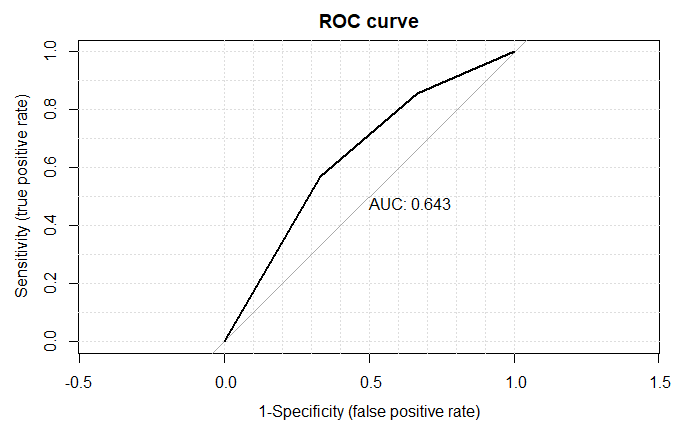 ROC curve
Sensitivity (true positive rate)
1.0
0.8
0.6
0.4
0.2
0.0
AUC: 0.643
-0.5 0.0 0.5 1.0 1.5
1-Specificity (false positive rate)